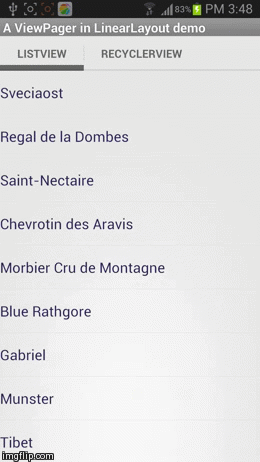 83% PM 3:48
A ViewPager in LinearLayout demo
LISTVIEW RECYCLERVIEW
Sveciaost
Regal de la Dombes
Saint-Nectaire
Chevrotin des Aravis
Morbier Cru de Montagne
Blue Rathgore
Gabriel
Munster
Tibet
imgflip.com